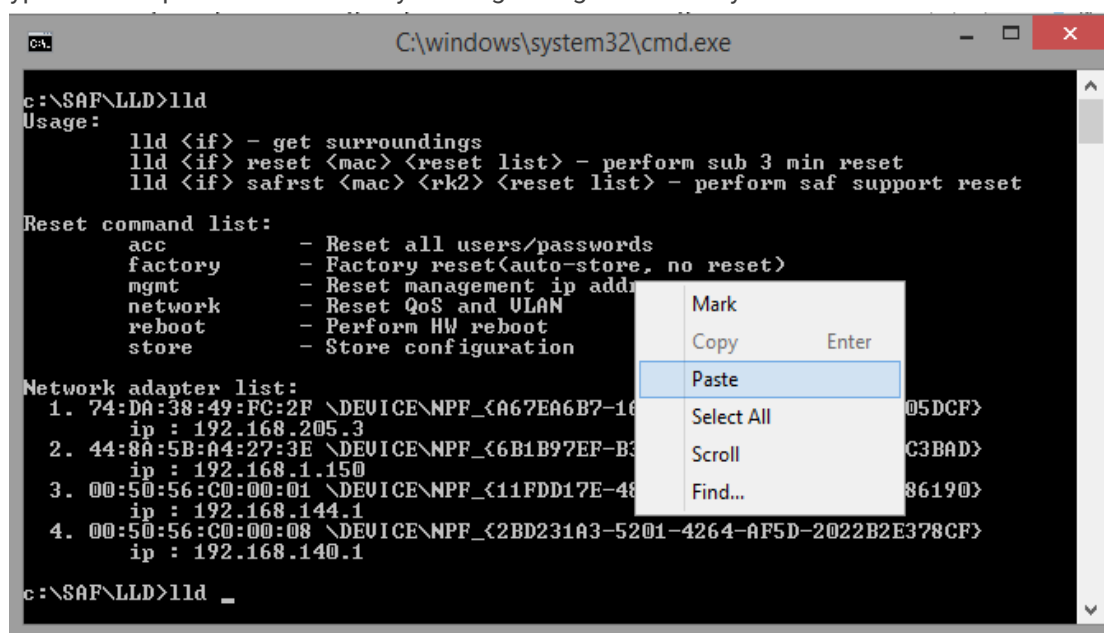 C:\windows\system32\cmd.exe
c:\SAF\LLD>lld
Usage:
lld <if> - get surroundings
lld <if> reset <mac> <reset list> - perform sub 3 min reset
lld <if> safrst <mac> <rk2> <reset list> - perform saf support reset
Reset command list:
acc - Reset all users/passwords
factory - Factory reset(auto-store, no reset)
mgmt - Reset management ip
network - Reset QoS and VLAN
reboot - Perform HW reboot
store - Store configuration
Network adapter list:
1. 74:DA:38:49:FC:2F \DEVICE\NPF_{A67EA6B7- 05DCF}
ip : 192.168.205.3
2. 44:8A:5B:A4:27:3E \DEVICE\NPF_{6B1B97EF- C3BAD}
ip : 192.168.1.150
3. 00:50:56:C0:00:01 \DEVICE\NPF_{11FDD17E- 86190}
ip : 192.168.144.1
4. 00:50:56:C0:00:08 \DEVICE\NPF_{2BD231A3-5201-4264-AF5D-2022B2E378CF}
ip : 192.168.140.1
c:\SAF\LLD>lld _
Mark
Copy Enter
Paste
Select All
Scroll
Find...